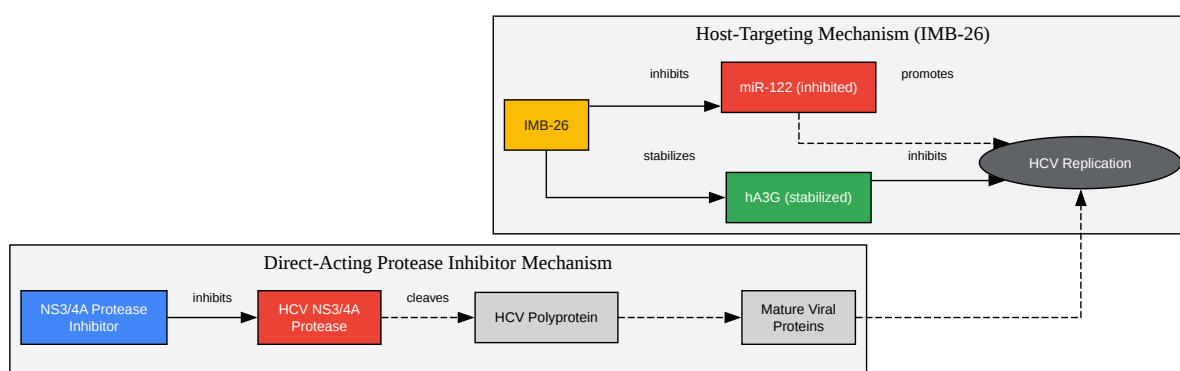 Host-Targeting Mechanism (IMB-26)
inhibits
miR-122 (inhibited)
promotes
IMB-26
stabilizes
inhibits
HCV Replication
hA3G (stabilized)
Direct-Acting Protease Inhibitor Mechanism
NS3/4A Protease
Inhibitor
inhibits
HCV NS3/4A
Protease
cleaves
HCV Polyprotein
Mature Viral
Proteins